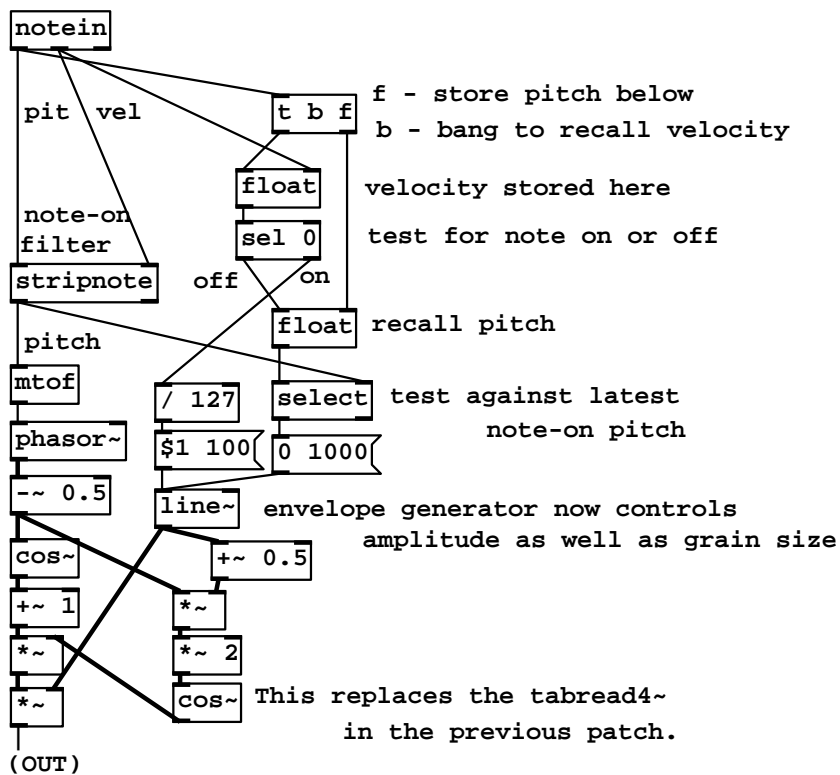 notein
f - store pitch below
t b f
pit vel
b - bang to recall velocity
float
velocity stored here
note-on
filter
sel 0
test for note on or off
stripnote
off
on
float
recall pitch
pitch
mtof
/ 127
select
test against latest
note-on pitch
phasor~
$1 100
0 1000
-~ 0.5
line~
envelope generator now controls
amplitude as well as grain size
cos~
+~ 0.5
+~ 1
*~
*~
*~ 2
*~
cos~
This replaces the tabread4~
in the previous patch.
(OUT)